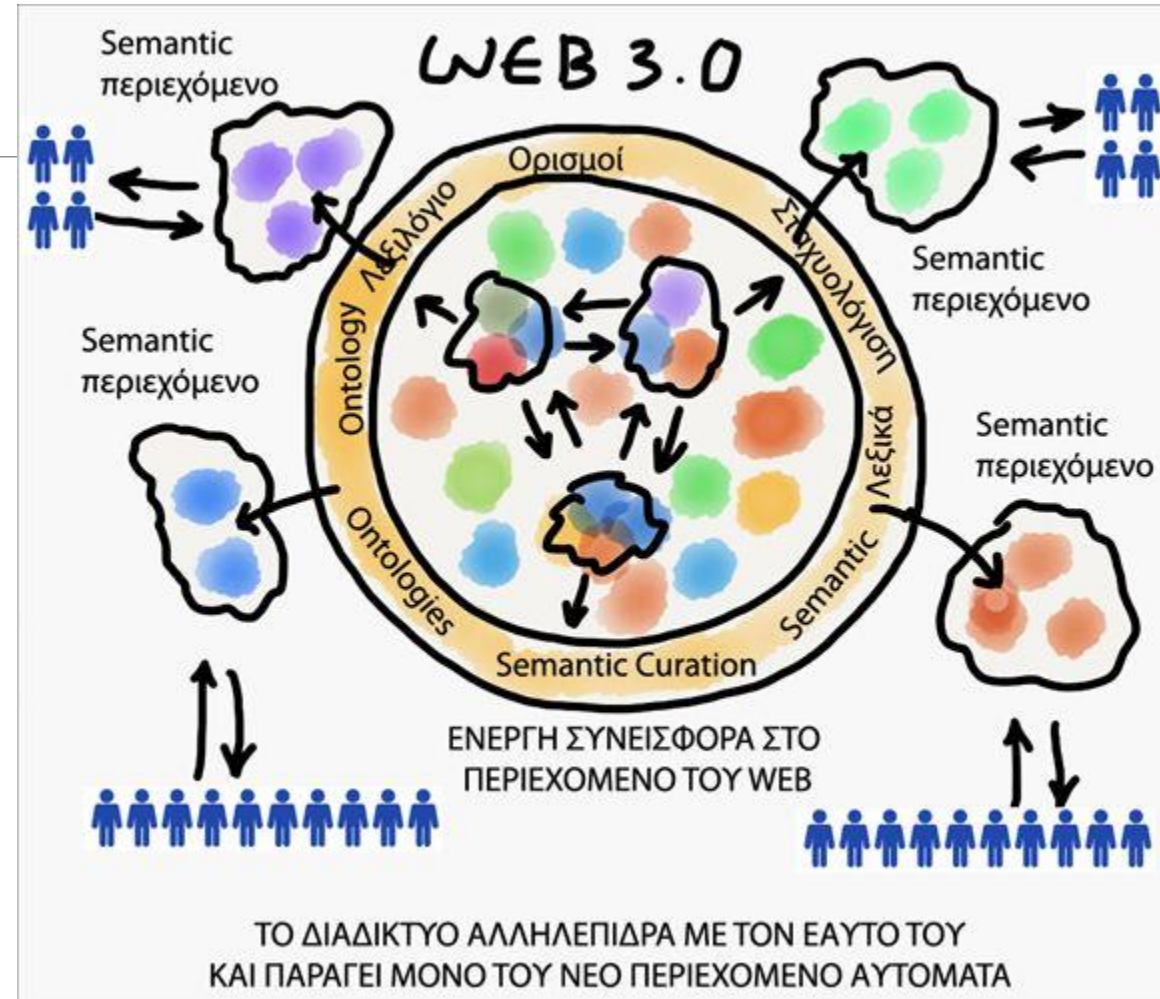 WEB 3.0
Semantic
περιεχόμενο
Semantic
περιεχόμενο
Semantic
περιεχόμενο
Semantic
περιεχόμενο
Ορισμοί
Σταχυολόγιση
Λεξικά
Semantic
Semantic Curation
Ontologies
Ontology
Λεξιλόγιο
ΕΝΕΡΓΗ ΣΥΝΕΙΣΦΟΡΑ ΣΤΟ
ΠΕΡΙΕΧΟΜΕΝΟ ΤΟΥ WEB
ΤΟ ΔΙΑΔΙΚΤΥΟ ΑΛΛΗΛΕΠΙΔΡΑ ΜΕ ΤΟΝ ΕΑΥΤΟ ΤΟΥ
ΚΑΙ ΠΑΡΑΓΕΙ ΜΟΝΟ ΤΟΥ ΝΕΟ ΠΕΡΙΕΧΟΜΕΝΟ ΑΥΤΟΜΑΤΑ